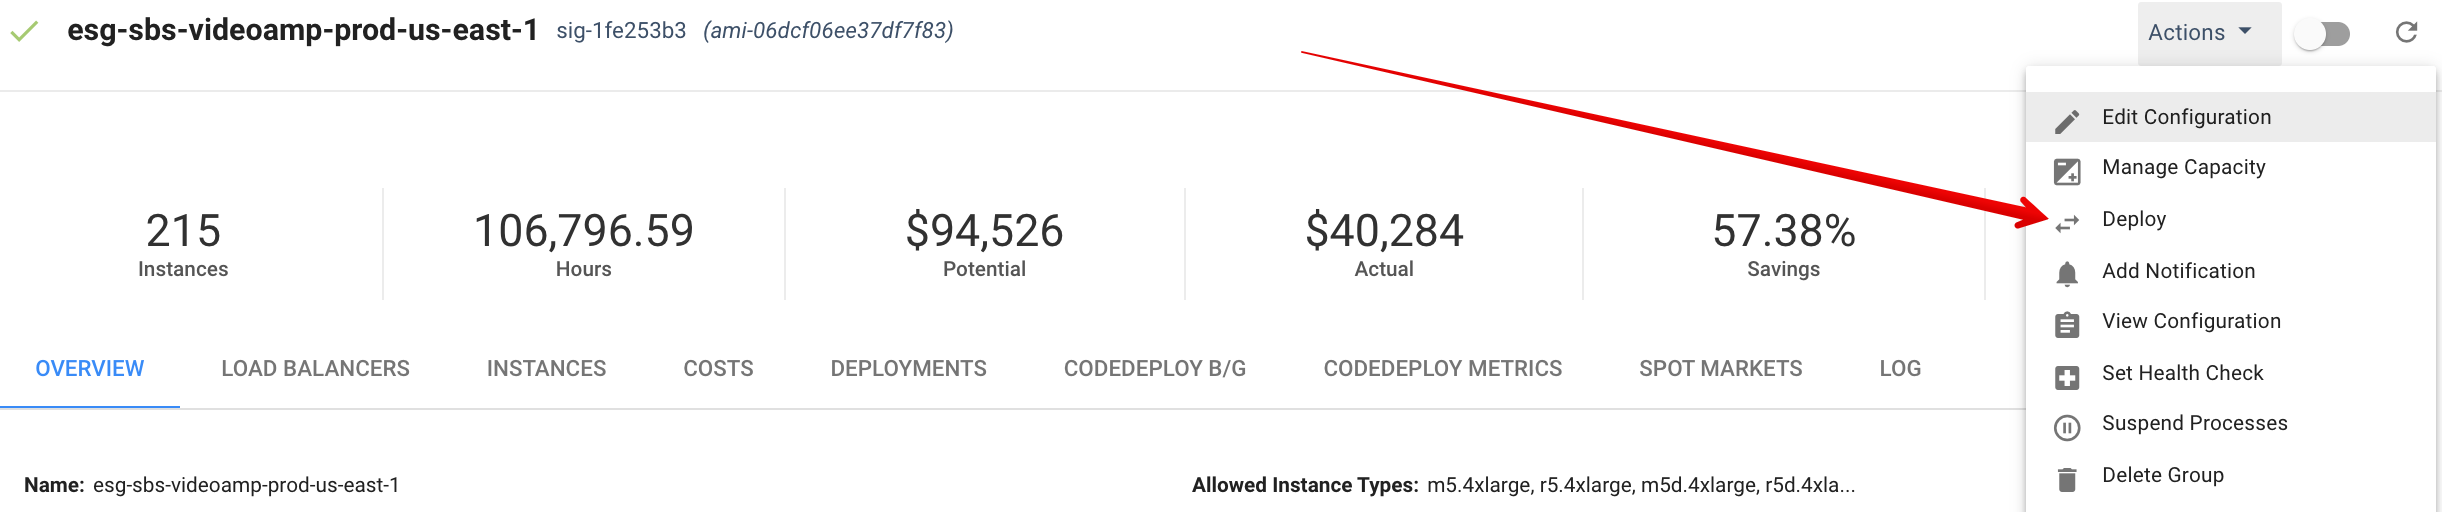 esg-sbs-videoamp-prod-us-east-1 sig-1fe253b3 (ami-06dcf06ee37df7f83)
Actions
Edit Configuration
Manage Capacity
Deploy
Add Notification
View Configuration
Set Health Check
Suspend Processes
Delete Group
215
Instances
106,796.59
Hours
$94,526
Potential
$40,284
Actual
57.38%
Savings
OVERVIEW LOAD BALANCERS INSTANCES COSTS DEPLOYMENTS CODEDEPLOY B/G CODEDEPLOY METRICS SPOT MARKETS LOG
Name: esg-sbs-videoamp-prod-us-east-1
Allowed Instance Types: m5.4xlarge, r5.4xlarge, m5d.4xlarge, r5d.4xla...